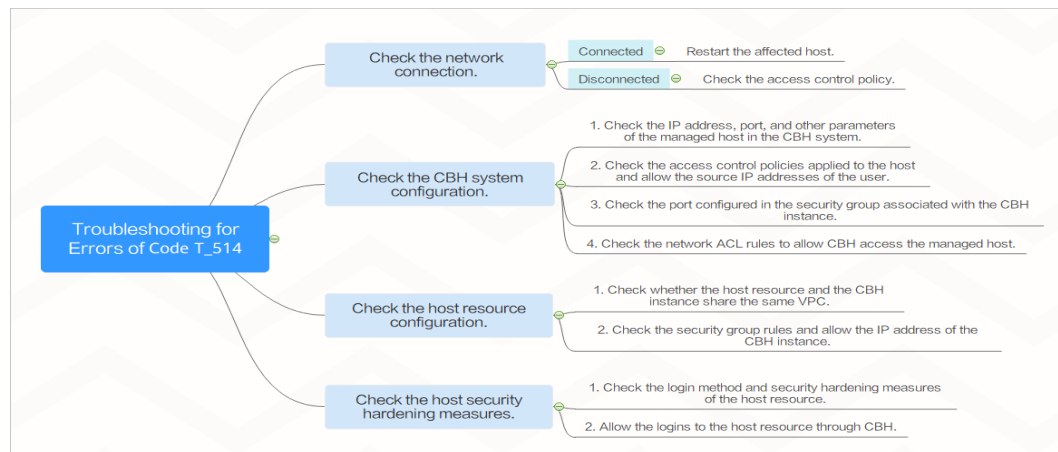 Troubleshooting for
Errors of Code T_514
Check the network
connection.
Connected
Restart the affected host.
Disconnected
Check the access control policy.
Check the CBH system
configuration.
1. Check the IP address, port, and other parameters
of the managed host in the CBH system.
2. Check the access control policies applied to the host
and allow the source IP addresses of the user.
3. Check the port configured in the security group associated with the CBH
instance.
4. Check the network ACL rules to allow CBH access the managed host.
Check the host resource
configuration.
1. Check whether the host resource and the CBH
instance share the same VPC.
2. Check the security group rules and allow the IP address of the
CBH instance.
Check the host security
hardening measures.
1. Check the login method and security hardening measures
of the host resource.
2. Allow the logins to the host resource through CBH.